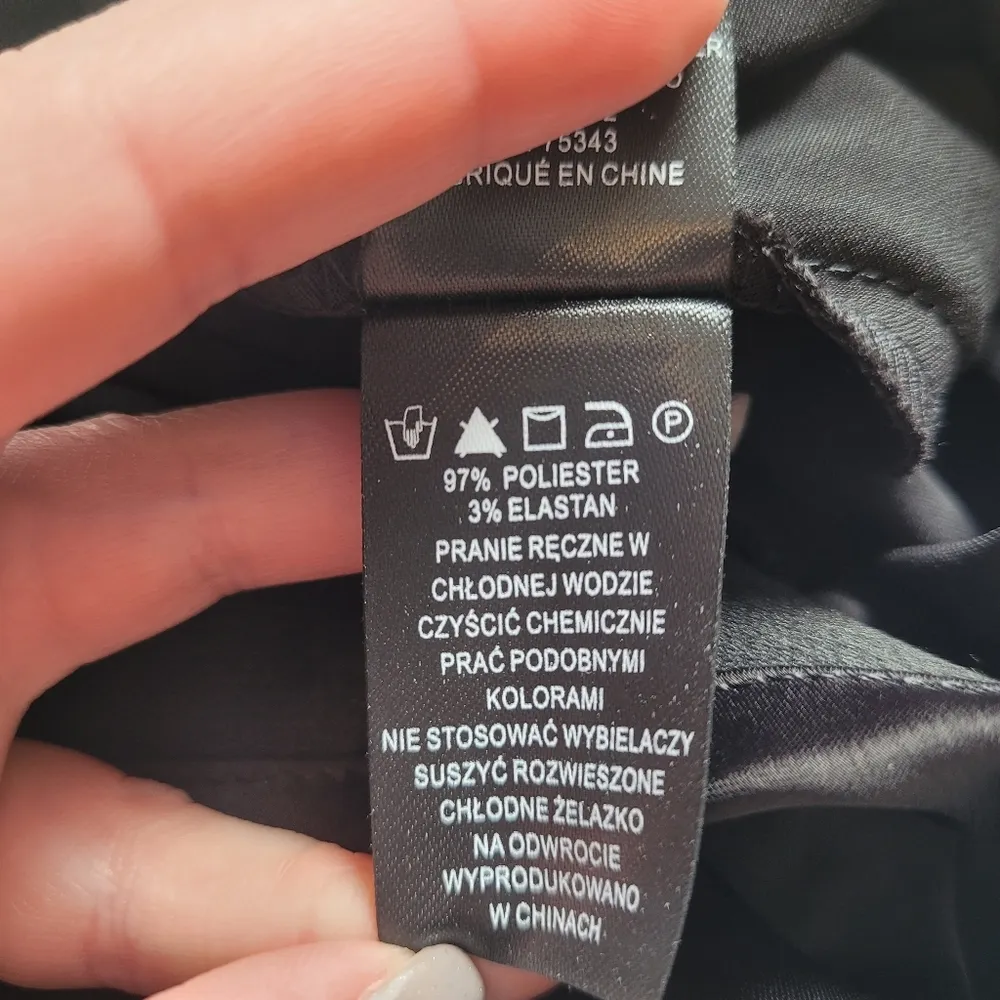 75343
EN CHINE
P
97% POLIESTER
3% ELASTAN
PRANIE RĘCZNE W
CHŁODNEJ WODZIE
CZYŚCIĆ CHEMICZNIE
PRAĆ PODOBNYMI
KOLORAMI
NIE STOSOWAĆ WYBIELACZY
SUSZYĆ ROZWIESZONE
CHŁODNE ŻELAZKO
NA ODWROCIE
WYPRODUKOWANO
W CHINACH